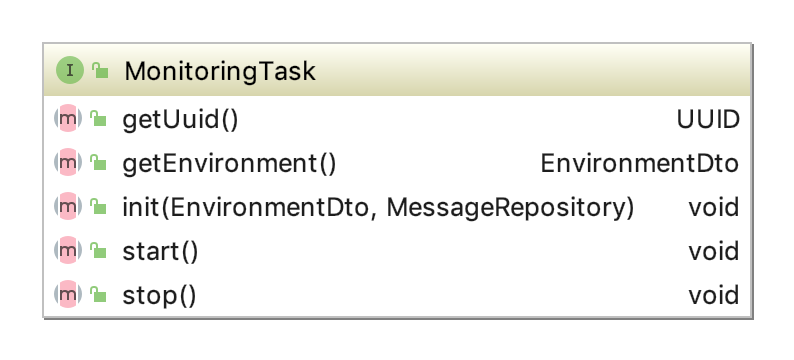 I MonitoringTask
m getUuid() UUID
m getEnvironment() EnvironmentDto
m init(EnvironmentDto, MessageRepository) void
m start() void
m stop() void